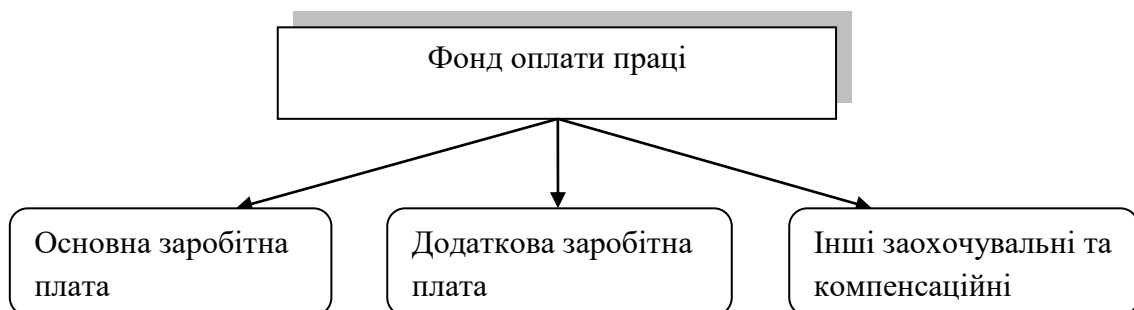 Фонд оплати праці
Основна заробітна
плата
Додаткова заробітна
плата
Інші заохочувальні та
компенсаційні